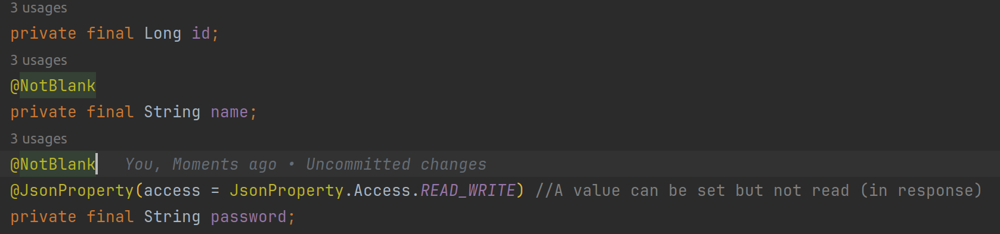 3 usages
private final Long id;
3 usages
@NotBlank
private final String name;
3 usages
@NotBlank You, Moments ago • Uncommitted changes
@JsonProperty(access = JsonProperty.Access.READ_WRITE) //A value can be set but not read (in response)
private final String password;